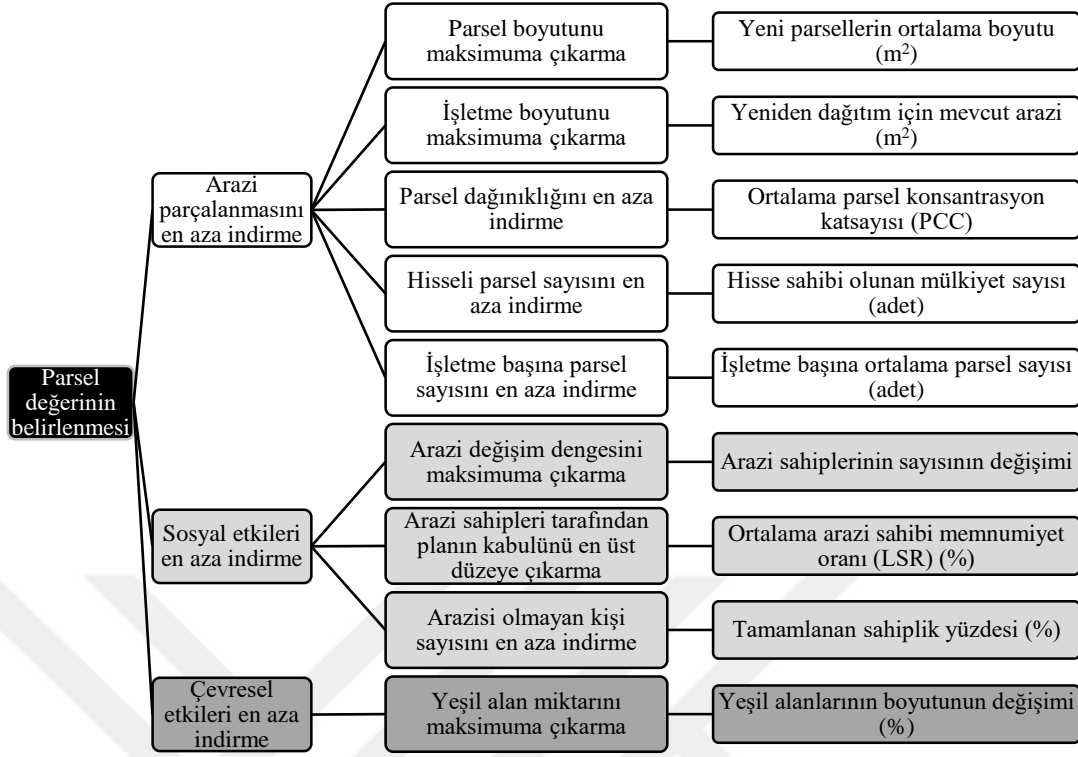 Parsel
değerinin
belirlenmesi
Arazi
parçalanmasını
en aza indirme
Parsel boyutunu
maksimuma çıkarma
Yeni parsellerin ortalama boyutu
(m²)
İşletme boyutunu
maksimuma çıkarma
Yeniden dağıtım için mevcut arazi
(m²)
Parsel dağınıklığını en aza
indirme
Ortalama parsel konsantrasyon
katsayısı (PCC)
Hisseli parsel sayısını en
aza indirme
Hisse sahibi olunan mülkiyet sayısı
(adet)
İşletme başına parsel
sayısını en aza indirme
İşletme başına ortalama parsel sayısı
(adet)
Sosyal etkileri
en aza indirme
Arazi değişim dengesini
maksimuma çıkarma
Arazi sahiplerinin sayısının değişimi
Arazi sahipleri tarafından
planın kabulünü en üst
düzeye çıkarma
Ortalama arazi sahibi memnumiyet
oranı (LSR) (%)
Arazisi olmayan kişi
sayısını en aza indirme
Tamamlanan sahiplik yüzdesi (%)
Çevresel
etkileri en aza
indirme
Yeşil alan miktarını
maksimuma çıkarma
Yeşil alanlarının boyutunun değişimi
(%)